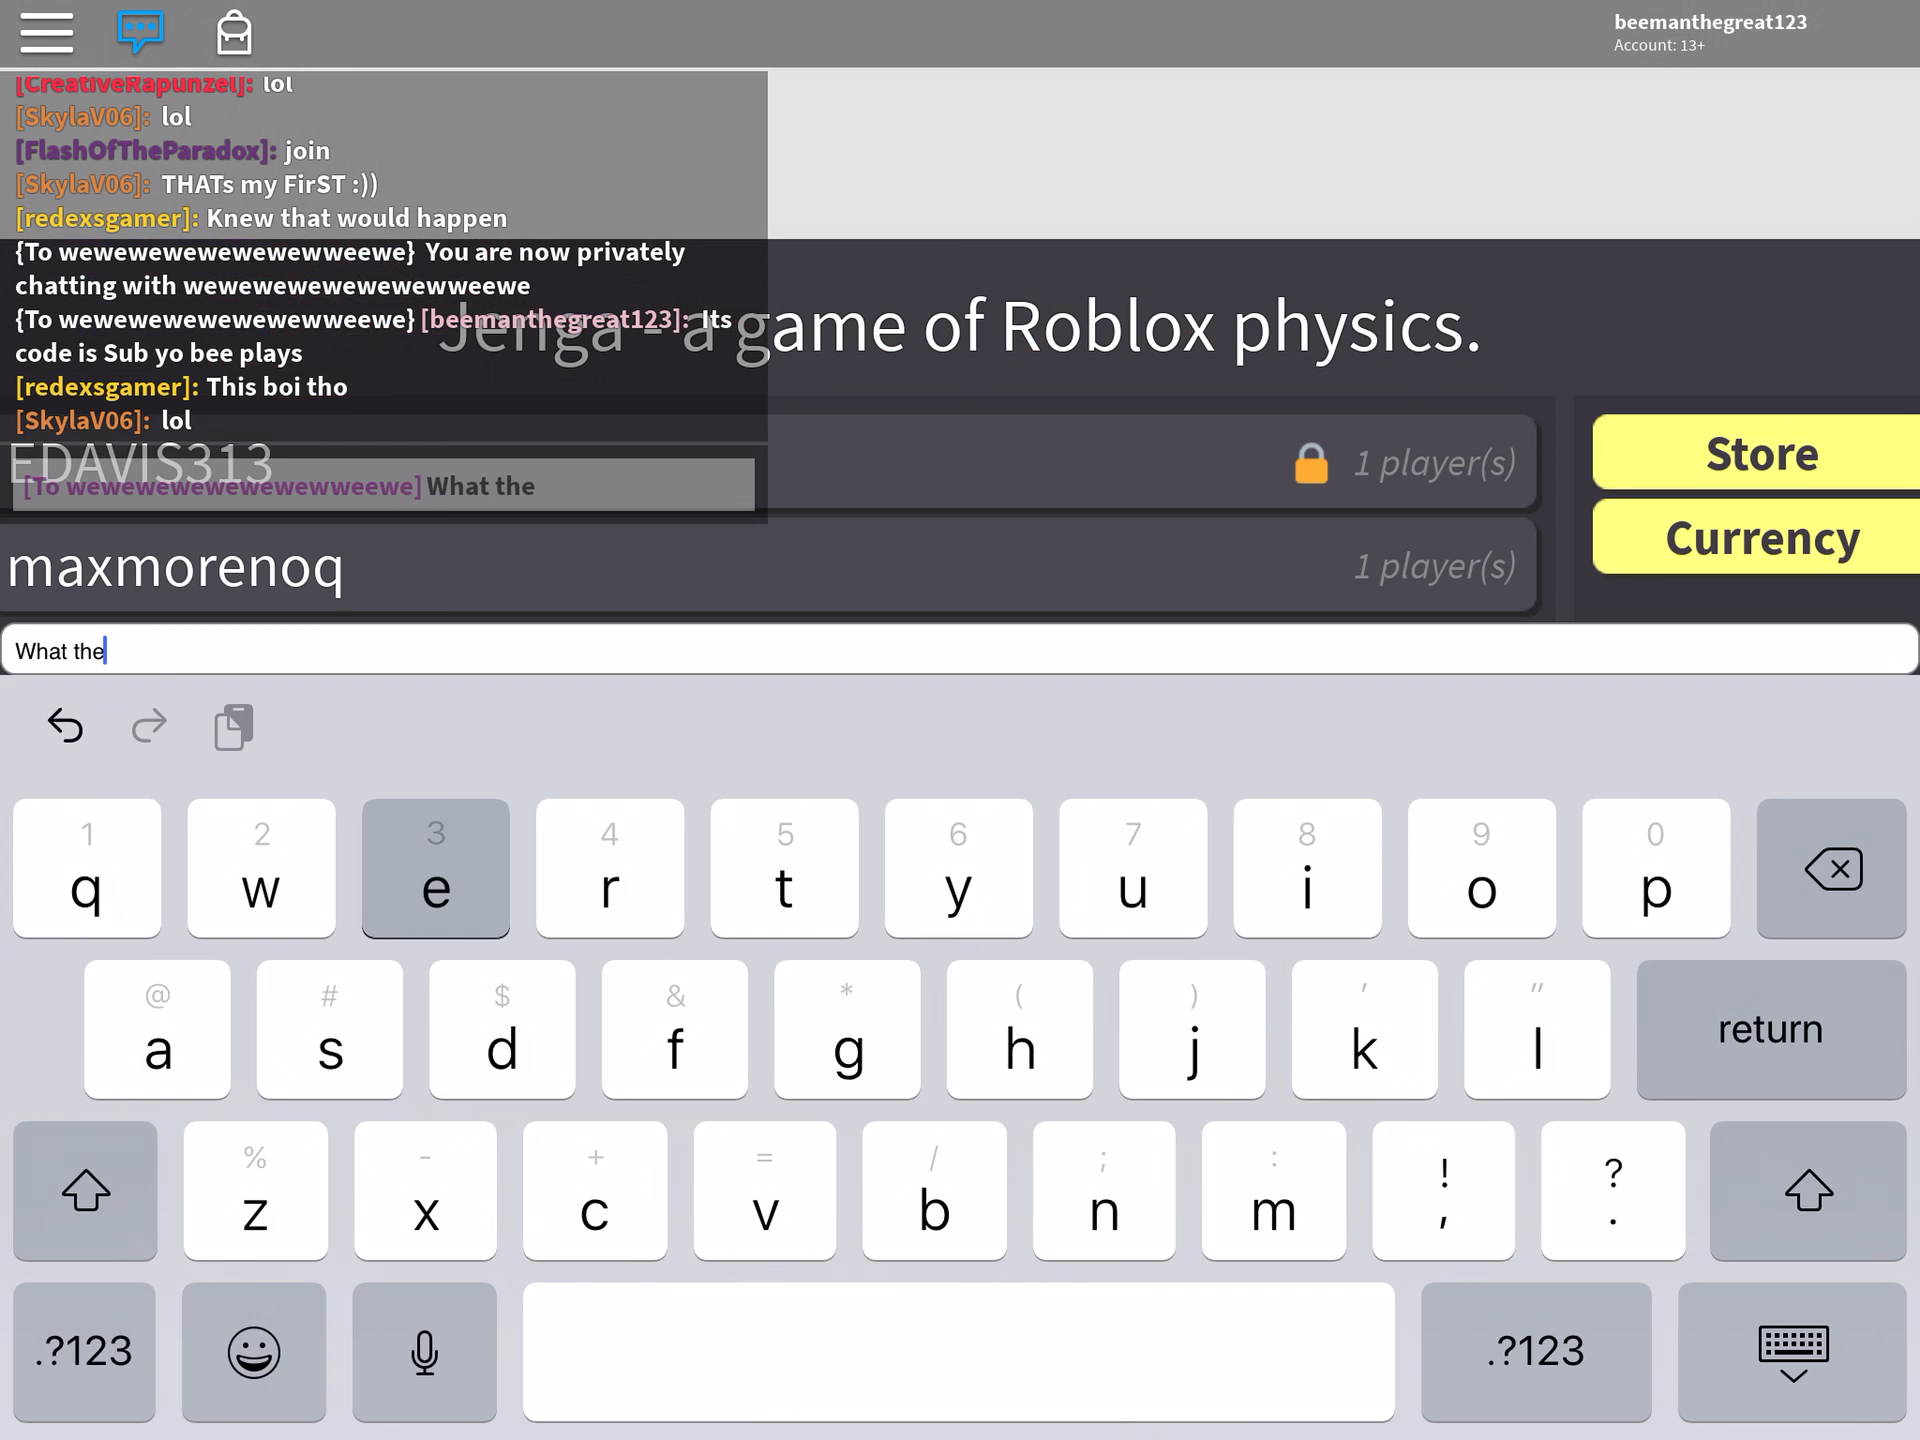 beemanthegreat123
Account: 13+
[CreativeRapunzel]: lol
[SkylaV06]: lol
[FlashOfTheParadox]: join
[SkylaV06]: THATs my FirST :))
[redexsgamer]: Knew that would happen
{To wewewewewewewewweewe} You are now privately
chatting with wewewewewewewewweewe
{To wewewewewewewewweewe} [beemanthegreat123]: Its
code is Sub yo bee plays
[redexsgamer]: This boi tho
[SkylaV06]: lol
Jenga - a game of Roblox physics.
EDAVIS313
1 player(s)
[To wewewewewewewewweewe] What the
maxmorenoq
1 player(s)
Store
Currency
What the
1 2 3 4 5 6 7 8 9 0
q w e r t y u i o p
@ # $ & * ( ) ' "
a s d f g h j k l return
% - + = / ; : ! ?
z x c v b n m , .
.?123 .?123